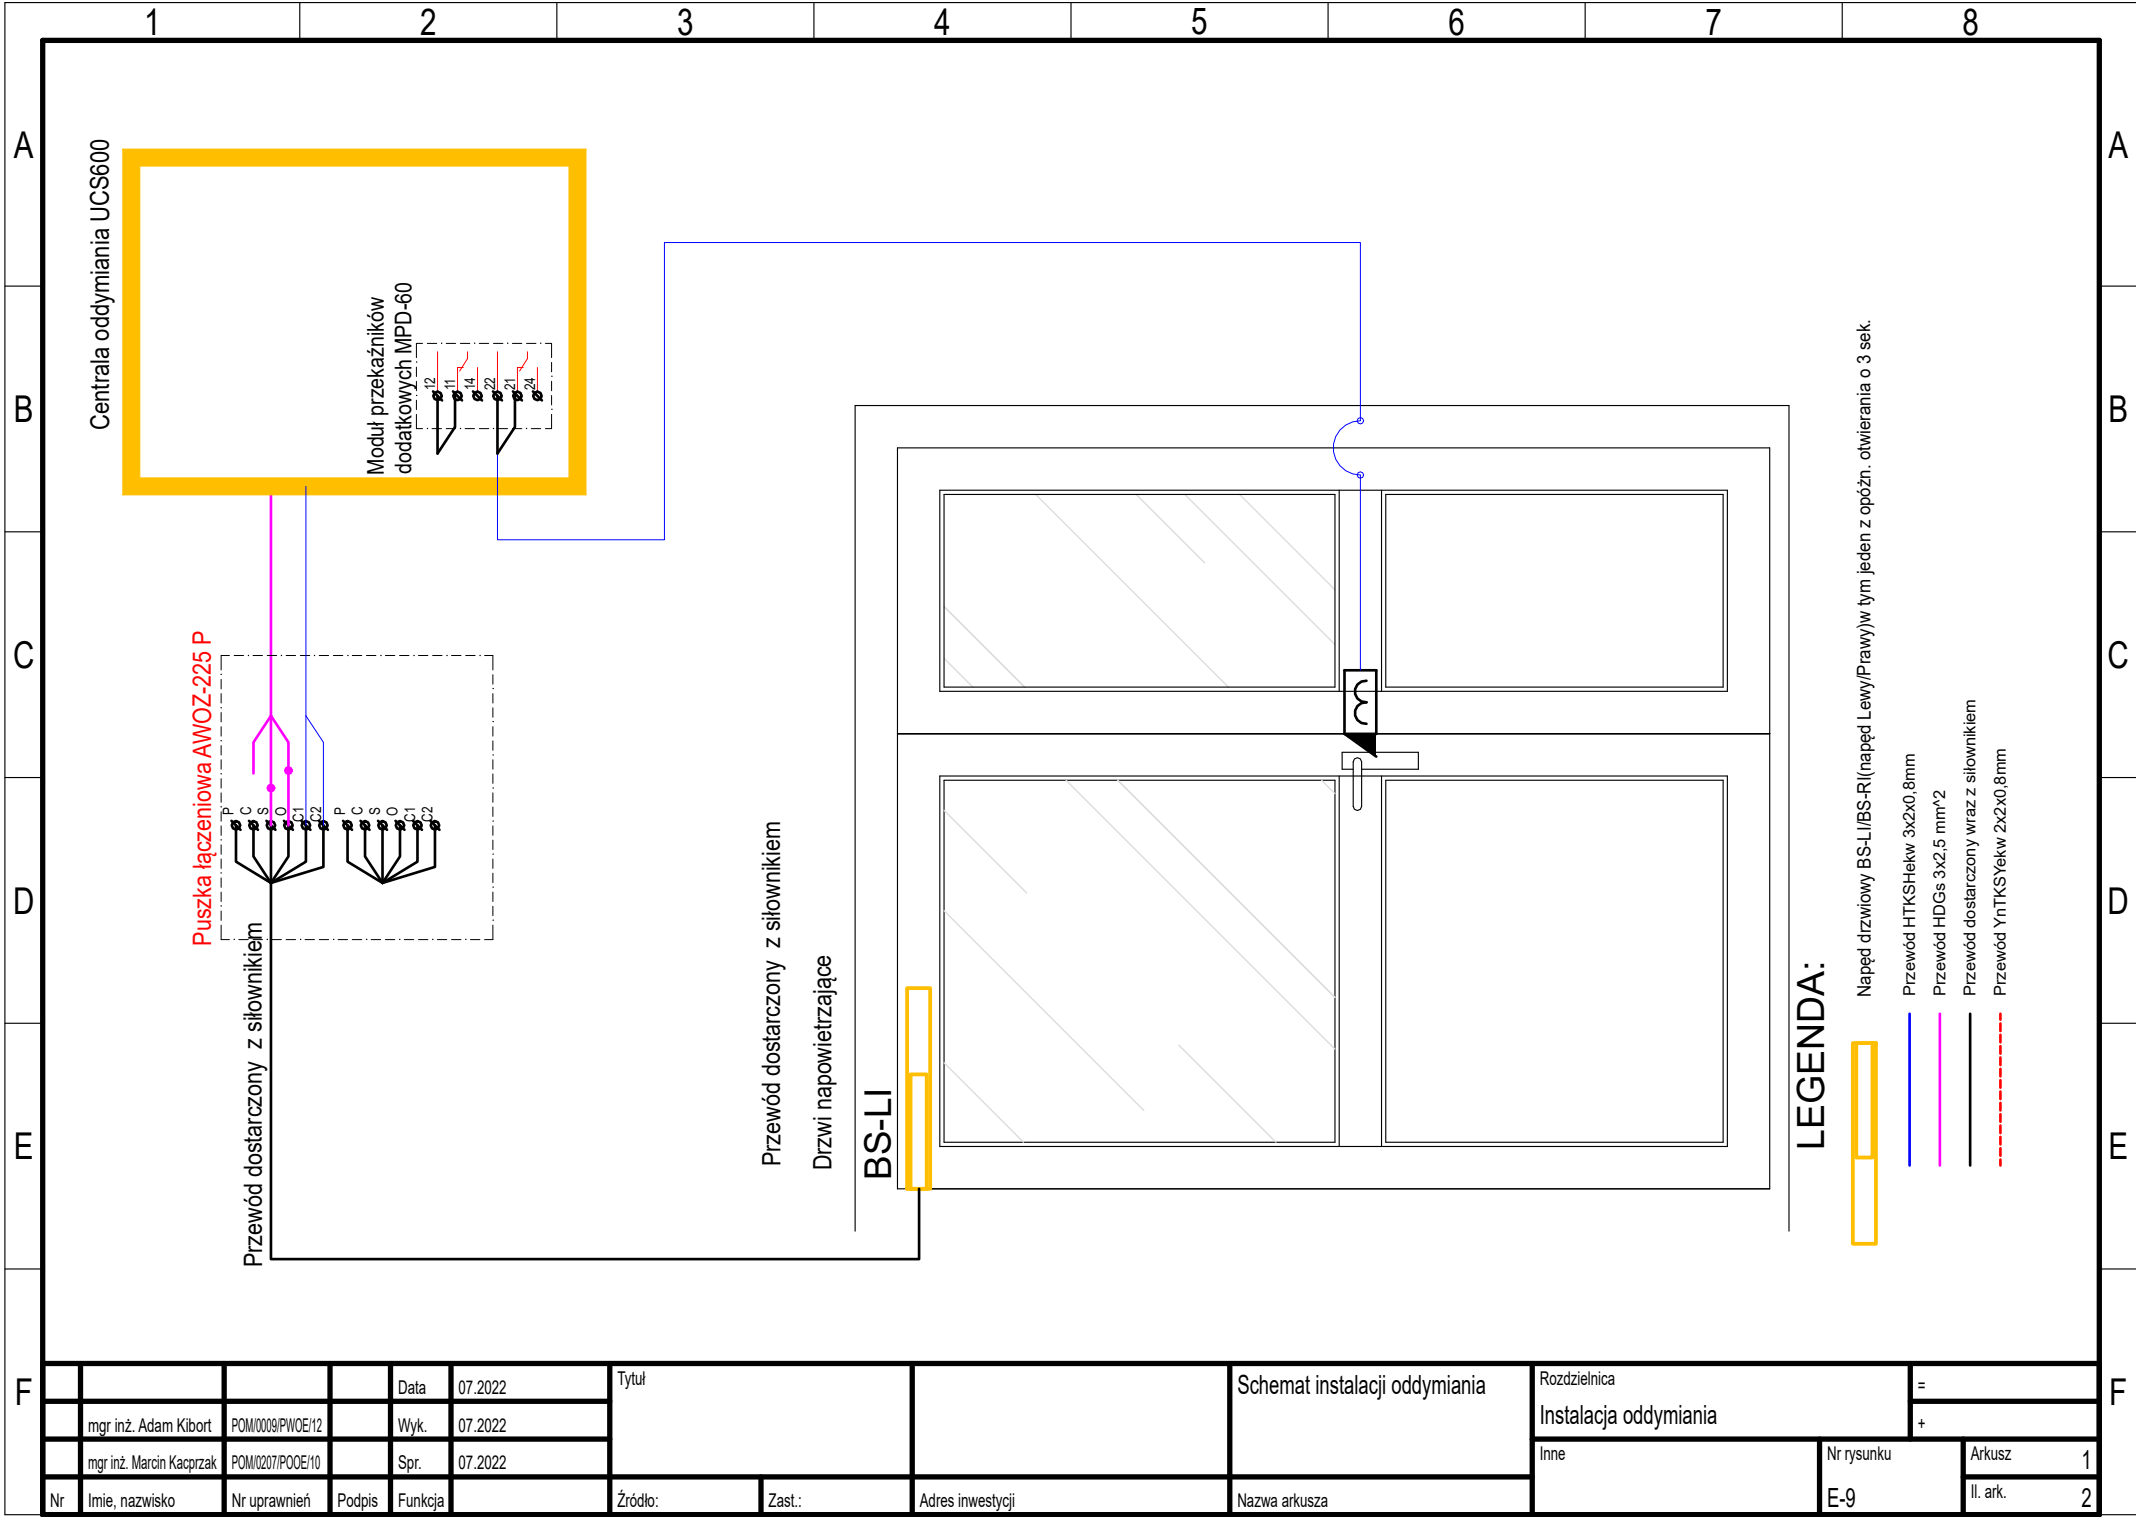 1 2 3 4 5 6 7 8
A A
B B
C C
D D
E E
F F
Centrala oddymiania UCS600
Moduł przekaźników
dodatkowych MPD-60
12
11
14
22
21
24
Puszka łączeniowa AWOZ-225 P
P
C
S
O
C1
C2
P
C
S
O
C1
C2
Przewód dostarczony z siłownikiem
Przewód dostarczony z siłownikiem
Drzwi napowietrzające
BS-LI
LEGENDA:
Napęd drzwiowy BS-LI/BS-RI(napęd Lewy/Prawy)w tym jeden z opóźn. otwierania o 3 sek.
Przewód HTKSHekw 3x2x0,8mm
Przewód HDGs 3x2,5 mm^2
Przewód dostarczony wraz z siłownikiem
Przewód YnTKSYekw 2x2x0,8mm
Data 07.2022
mgr inż. Adam Kibort POM/0009/PWOE/12 Wyk. 07.2022
mgr inż. Marcin Kacprzak POM/0207/POOE/10 Spr. 07.2022
Nr Imie, nazwisko Nr uprawnień Podpis Funkcja
Tytuł
Źródło: Zast.: Adres inwestycji
Schemat instalacji oddymiania
Nazwa arkusza
Rozdzielnica
Instalacja oddymiania
=
+
Inne
Nr rysunku
E-9
Arkusz 1
Il. ark. 2